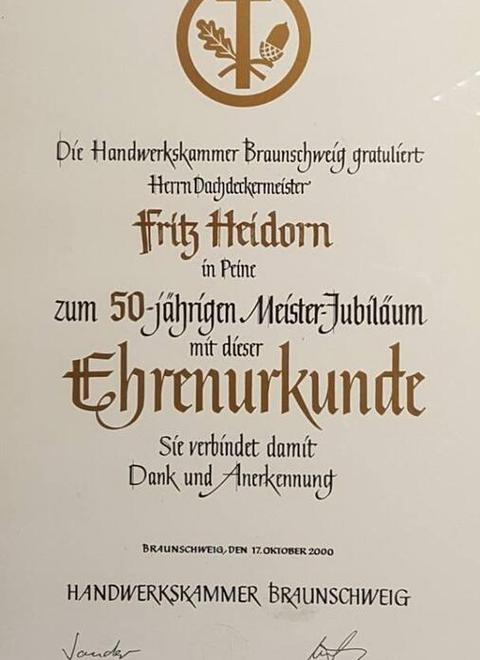 Die Handwerkskammer Braunschweig gratuliert
Herrn Dachdeckermeister
Fritz Heidorn
in Peine
zum 50-jährigen Meister-Jubiläum
mit dieser
Ehrenurkunde
Sie verbindet damit
Dank und Anerkennung
BRAUNSCHWEIG, DEN 17. OKTOBER 2000
HANDWERKSKAMMER BRAUNSCHWEIG